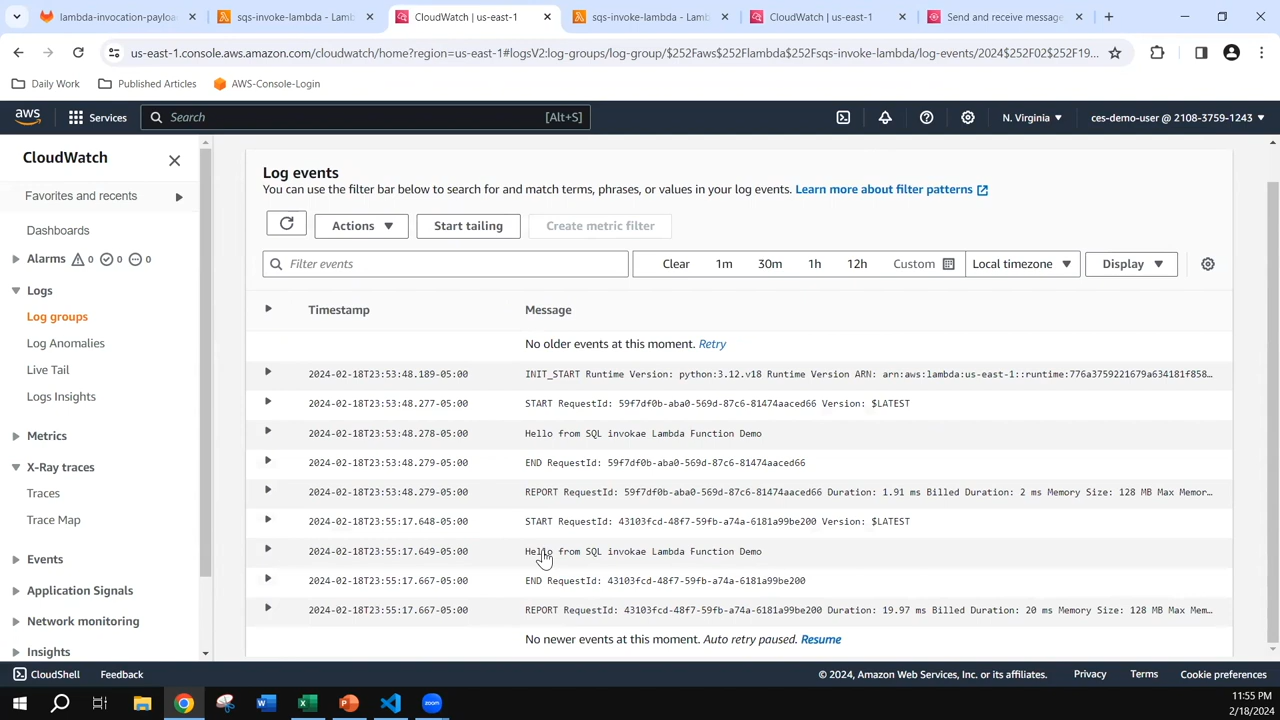 lambda-invocation-payload
sqs-invoke-lambda - Lamb
CloudWatch | us-east-1
sqs-invoke-lambda - Lamb
CloudWatch | us-east-1
Send and receive message
us-east-1.console.aws.amazon.com/cloudwatch/home?region=us-east-1#logsV2:log-groups/log-group/$252Faws$252Flambda$252Fsqs-invoke-lambda/log-events/2024$252F02$252F19...
Daily Work
Published Articles
AWS-Console-Login
aws
Services
Search
[Alt+S]
N. Virginia
ces-demo-user @ 2108-3759-1243
CloudWatch
Favorites and recents
Dashboards
Alarms 0 0 0
Logs
Log groups
Log Anomalies
Live Tail
Logs Insights
Metrics
X-Ray traces
Traces
Trace Map
Events
Application Signals
Network monitoring
Insights
Log events
You can use the filter bar below to search for and match terms, phrases, or values in your log events. Learn more about filter patterns
Actions
Start tailing
Create metric filter
Filter events
Clear
1m
30m
1h
12h
Custom
Local timezone
Display
Timestamp
Message
No older events at this moment. Retry
2024-02-18T23:53:48.189-05:00 INIT_START Runtime Version: python:3.12.v18 Runtime Version ARN: arn:aws:lambda:us-east-1::runtime:776a3759221679a634181f858...
2024-02-18T23:53:48.277-05:00 START RequestId: 59f7df0b-aba0-569d-87c6-81474aaced66 Version: $LATEST
2024-02-18T23:53:48.278-05:00 Hello from SQL invokae Lambda Function Demo
2024-02-18T23:53:48.279-05:00 END RequestId: 59f7df0b-aba0-569d-87c6-81474aaced66
2024-02-18T23:53:48.279-05:00 REPORT RequestId: 59f7df0b-aba0-569d-87c6-81474aaced66 Duration: 1.91 ms Billed Duration: 2 ms Memory Size: 128 MB Max Memor...
2024-02-18T23:55:17.648-05:00 START RequestId: 43103fcd-48f7-59fb-a74a-6181a99be200 Version: $LATEST
2024-02-18T23:55:17.649-05:00 Hello from SQL invokae Lambda Function Demo
2024-02-18T23:55:17.667-05:00 END RequestId: 43103fcd-48f7-59fb-a74a-6181a99be200
2024-02-18T23:55:17.667-05:00 REPORT RequestId: 43103fcd-48f7-59fb-a74a-6181a99be200 Duration: 19.97 ms Billed Duration: 20 ms Memory Size: 128 MB Max Mem...
No newer events at this moment. Auto retry paused. Resume
CloudShell
Feedback
© 2024, Amazon Web Services, Inc. or its affiliates.
Privacy
Terms
Cookie preferences
zoom
11:55 PM
2/18/2024